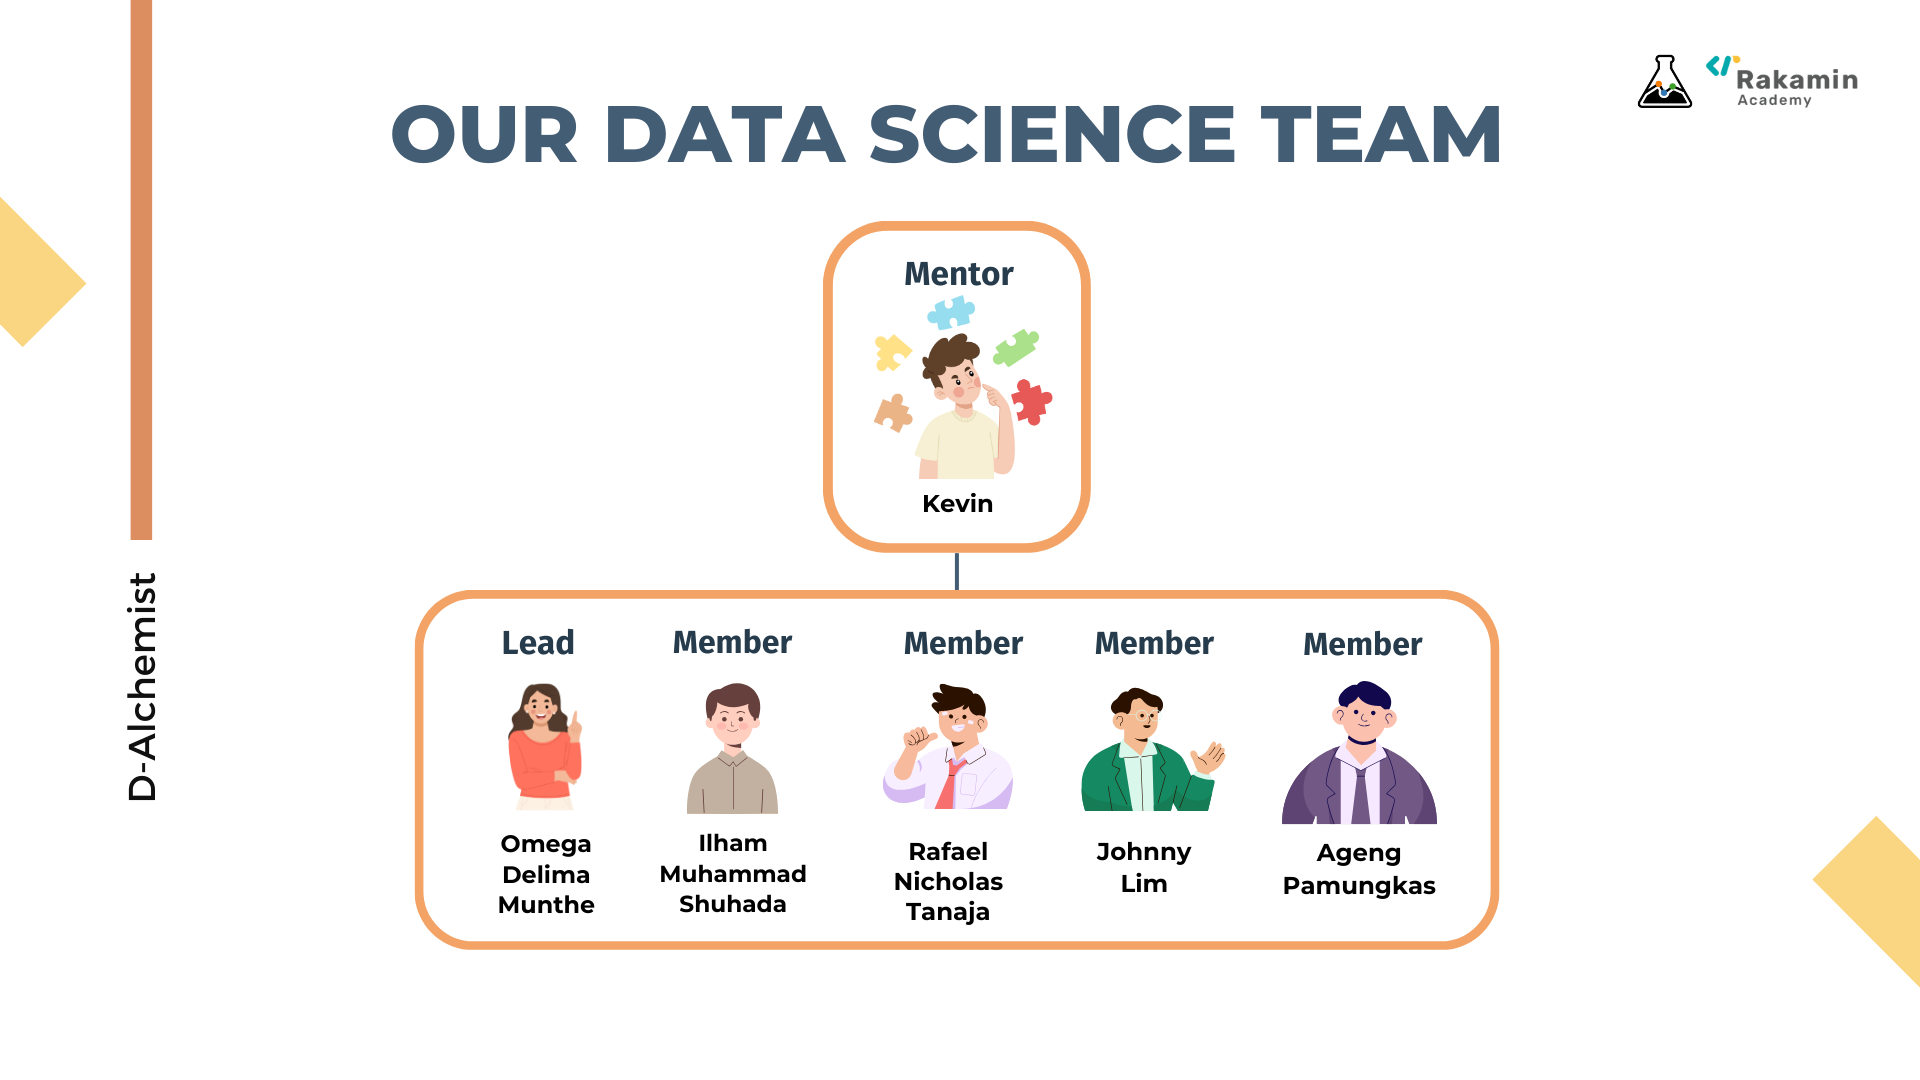 Rakamin
Academy
OUR DATA SCIENCE TEAM
Mentor
Kevin
D-Alchemist
Lead
Omega
Delima
Munthe
Member
Ilham
Muhammad
Shuhada
Member
Rafael
Nicholas
Tanaja
Member
Johnny
Lim
Member
Ageng
Pamungkas